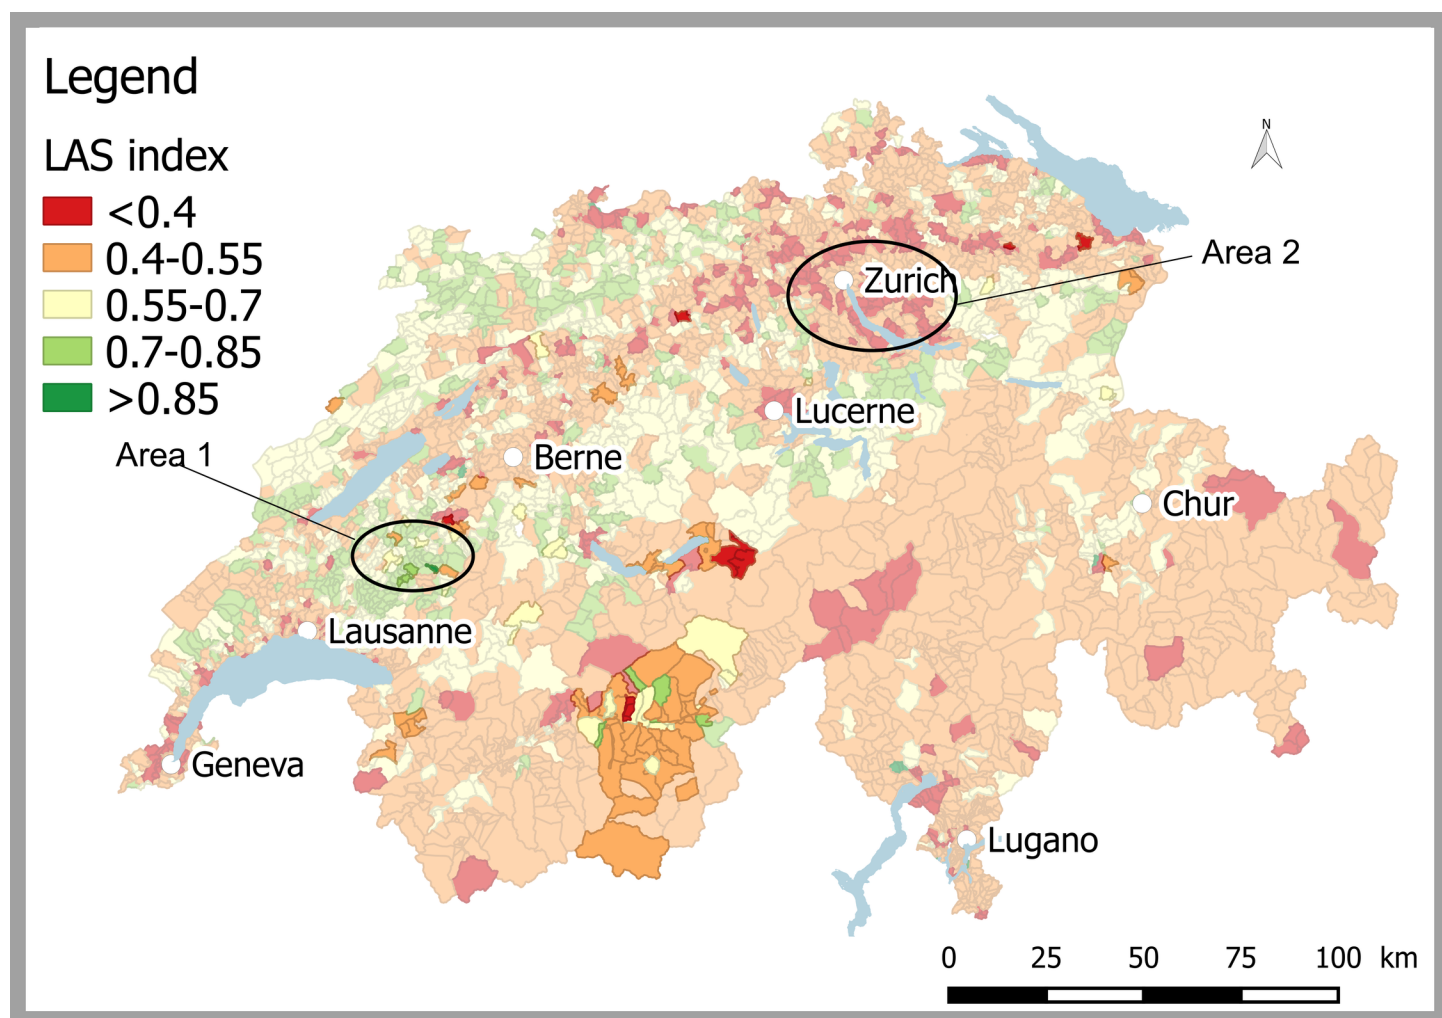 Legend
LAS index
<0.4
0.4-0.55
0.55-0.7
0.7-0.85
>0.85
N
Area 2
Zurich
Lucerne
Area 1
Berne
Chur
Lausanne
Geneva
Lugano
0 25 50 75 100 km